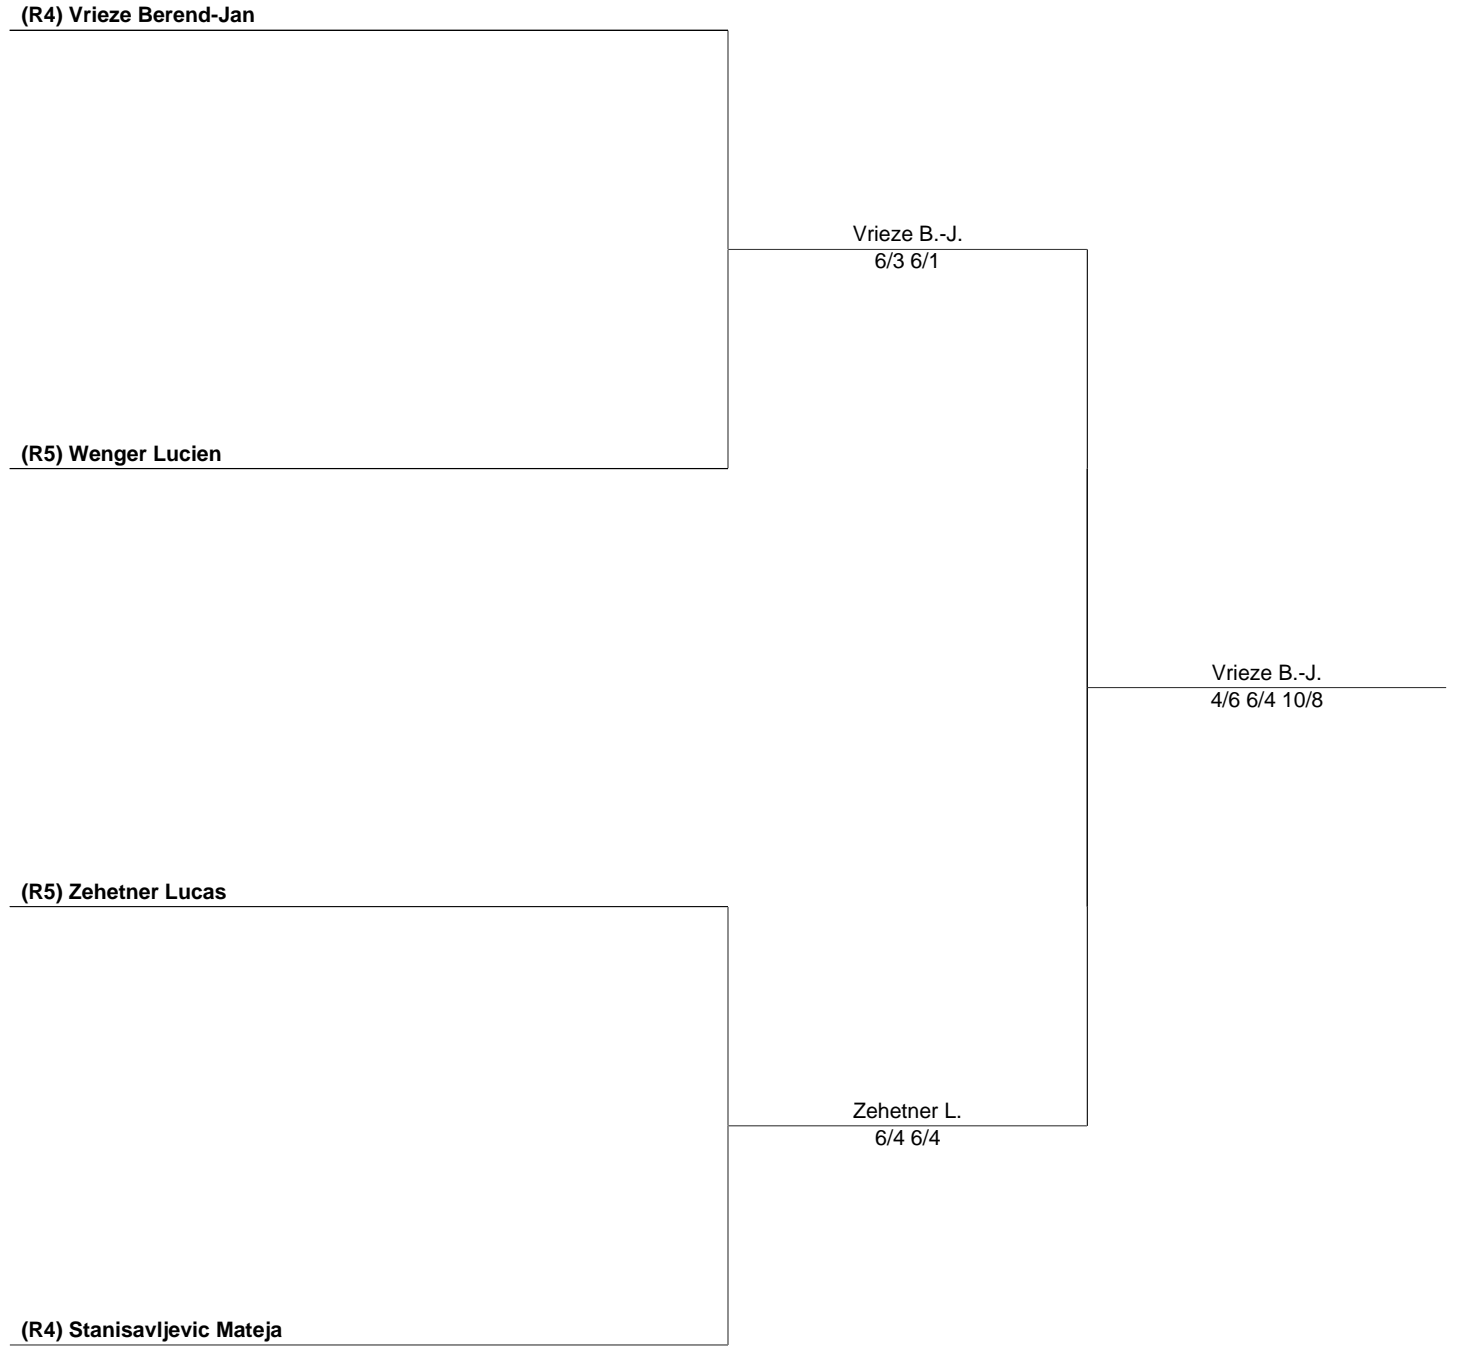 (R4) Vrieze Berend-Jan
Vrieze B.-J.
6/3 6/1
(R5) Wenger Lucien
Vrieze B.-J.
4/6 6/4 10/8
(R5) Zehetner Lucas
Zehetner L.
6/4 6/4
(R4) Stanisavljevic Mateja